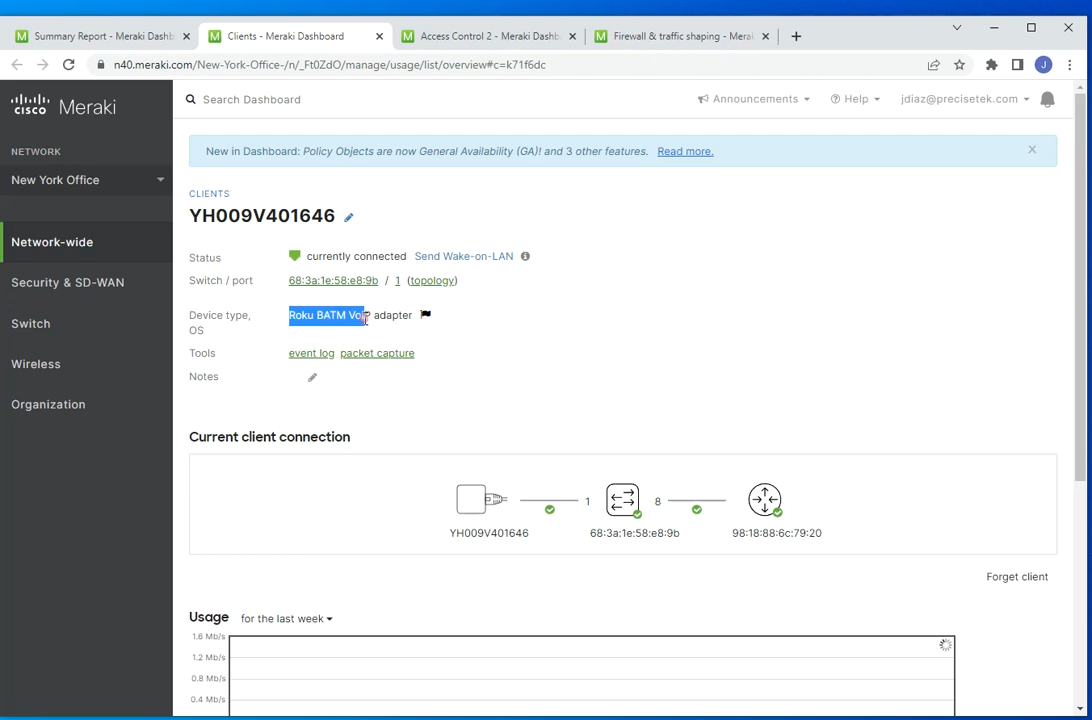 Summary Report - Meraki Dashb
Clients - Meraki Dashboard
Access Control 2 - Meraki Dashb
Firewall & traffic shaping - Merak
n40.meraki.com/New-York-Office-/n/_Ft0ZdO/manage/usage/list/overview#c=k71f6dc
J
cisco Meraki
Search Dashboard
Announcements
Help
jdiaz@precisetek.com
NETWORK
New York Office
Network-wide
Security & SD-WAN
Switch
Wireless
Organization
New in Dashboard: Policy Objects are now General Availability (GA)! and 3 other features. Read more.
CLIENTS
YH009V401646
Status currently connected Send Wake-on-LAN
Switch / port 68:3a:1e:58:e8:9b / 1 (topology)
Device type, Roku BATM VoIP adapter
OS
Tools event log packet capture
Notes
Current client connection
1 8
YH009V401646 68:3a:1e:58:e8:9b 98:18:88:6c:79:20
Forget client
Usage for the last week
1.6 Mb/s
1.2 Mb/s
0.8 Mb/s
0.4 Mb/s